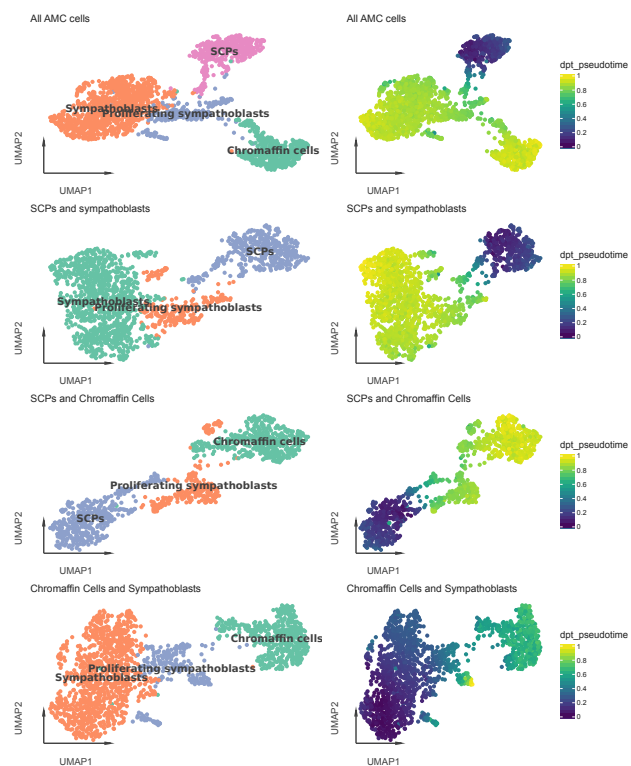 All AMC cells
All AMC cells
SCPs
Sympathoblasts
Proliferating sympathoblasts
Chromaffin cells
UMAP2
UMAP1
UMAP2
UMAP1
dpt_pseudotime
1
0.8
0.6
0.4
0.2
0
SCPs and sympathoblasts
SCPs and sympathoblasts
SCPs
Sympathoblasts
Proliferating sympathoblasts
UMAP2
UMAP1
UMAP2
UMAP1
dpt_pseudotime
1
0.8
0.6
0.4
0.2
0
SCPs and Chromaffin Cells
SCPs and Chromaffin Cells
Chromaffin cells
Proliferating sympathoblasts
SCPs
UMAP2
UMAP1
UMAP2
UMAP1
dpt_pseudotime
1
0.8
0.6
0.4
0.2
0
Chromaffin Cells and Sympathoblasts
Chromaffin Cells and Sympathoblasts
Chromaffin cells
Proliferating sympathoblasts
Sympathoblasts
UMAP2
UMAP1
UMAP2
UMAP1
dpt_pseudotime
1
0.8
0.6
0.4
0.2
0